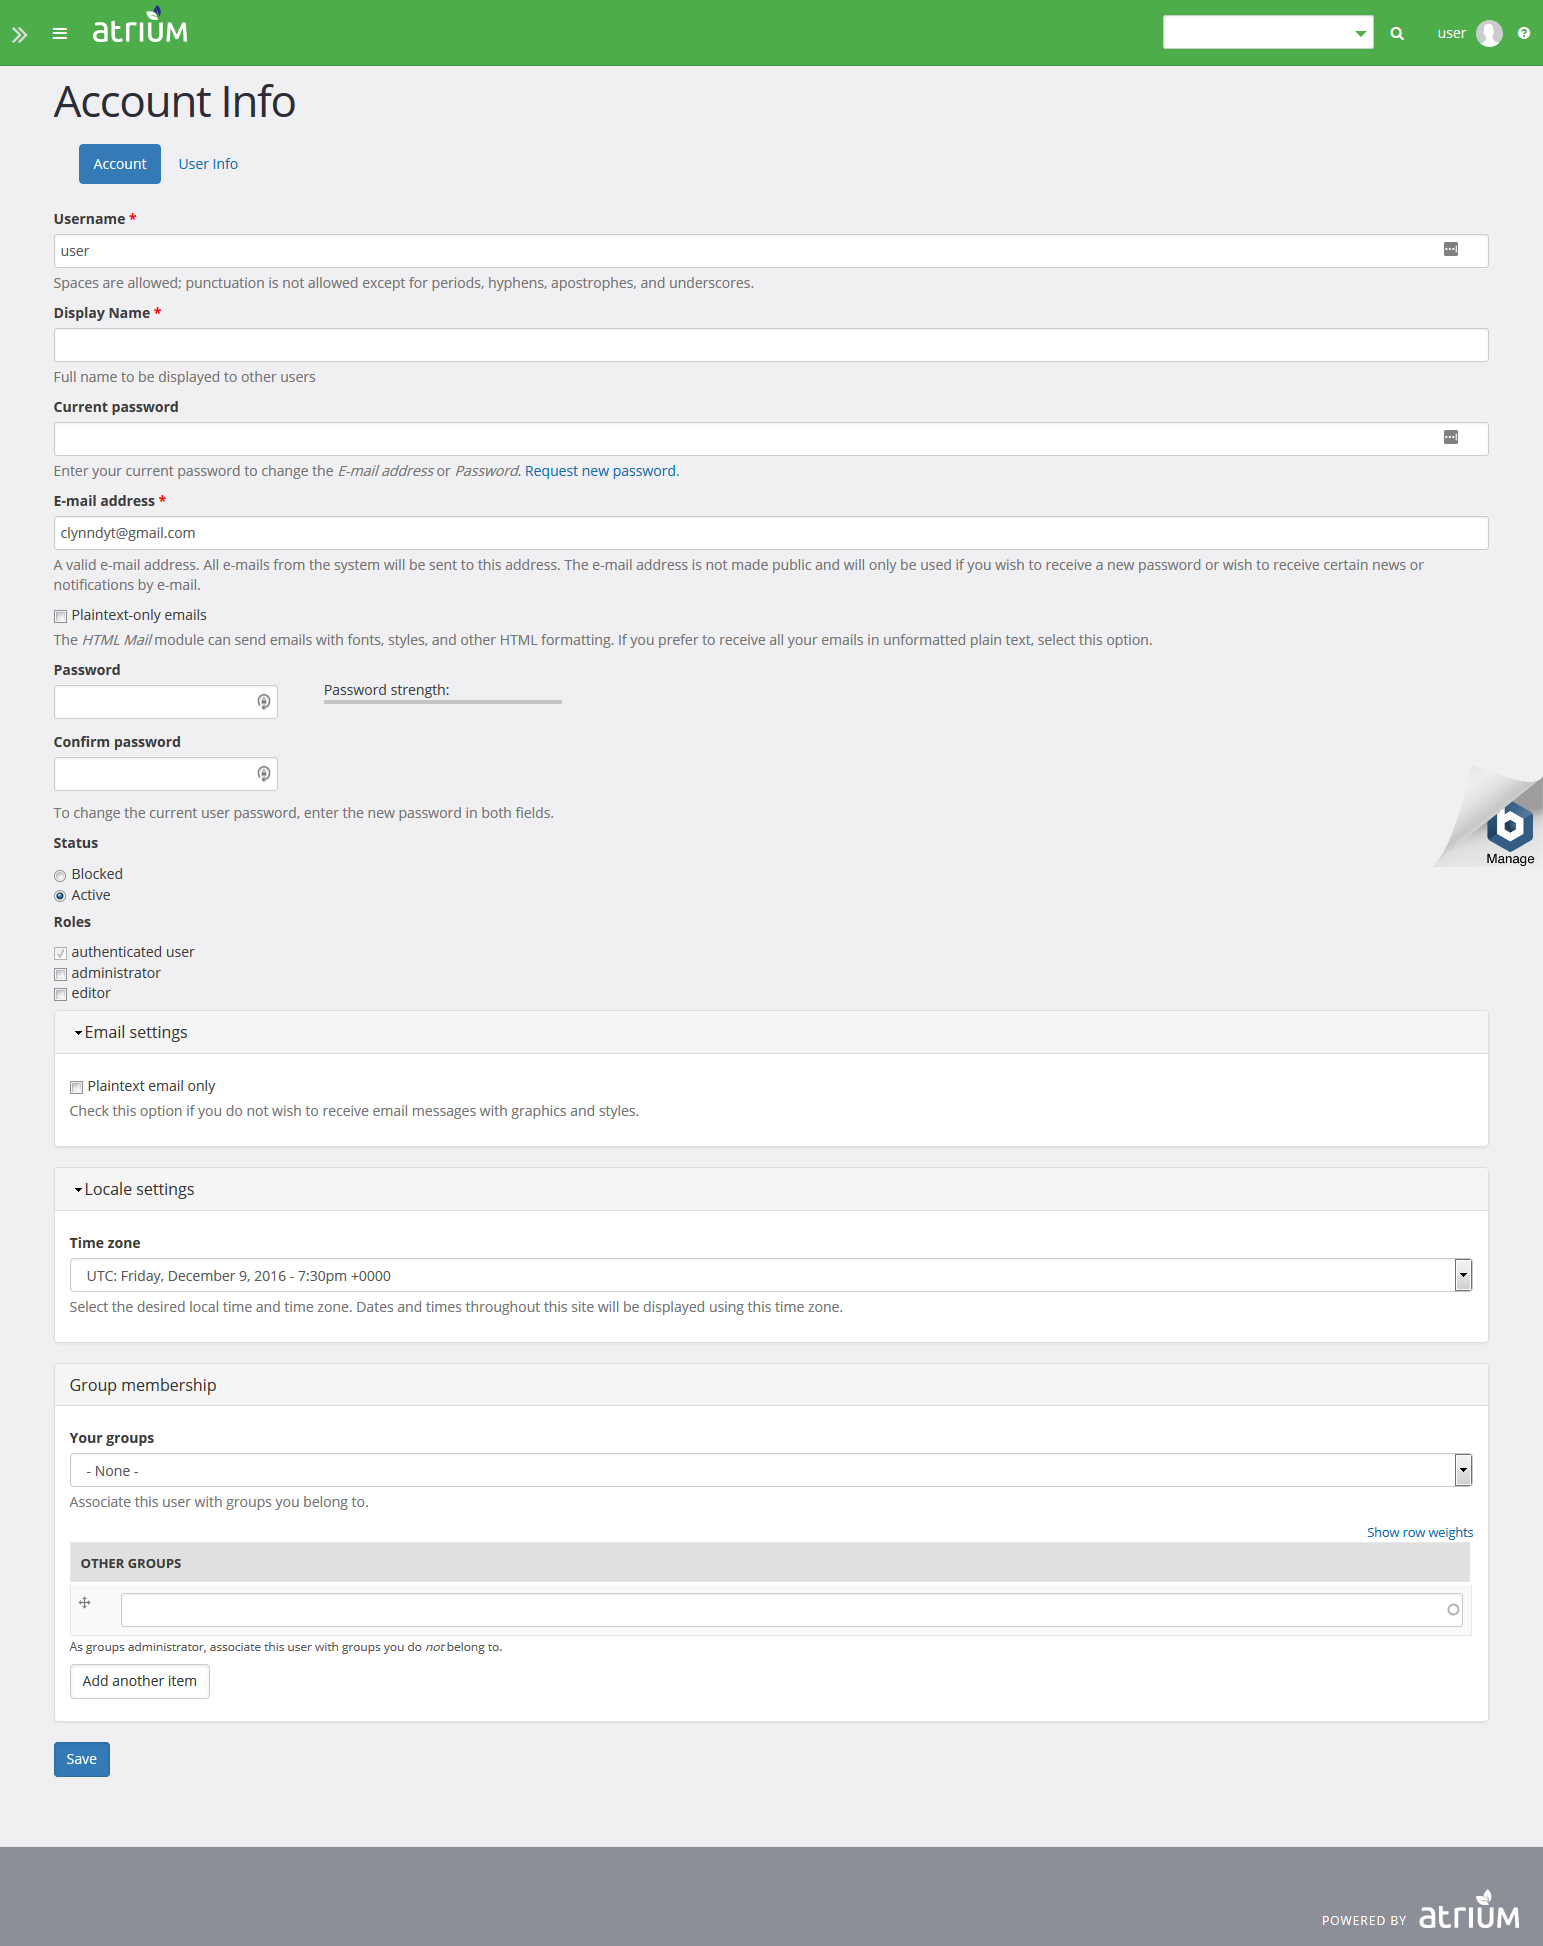 atrium
user
Account Info
Account
User Info
Username *
user
Spaces are allowed; punctuation is not allowed except for periods, hyphens, apostrophes, and underscores.
Display Name *
Full name to be displayed to other users
Current password
Enter your current password to change the E-mail address or Password. Request new password.
E-mail address *
clynndyt@gmail.com
A valid e-mail address. All e-mails from the system will be sent to this address. The e-mail address is not made public and will only be used if you wish to receive a new password or wish to receive certain news or
notifications by e-mail.
Plaintext-only emails
The HTML Mail module can send emails with fonts, styles, and other HTML formatting. If you prefer to receive all your emails in unformatted plain text, select this option.
Password
Password strength:
Confirm password
To change the current user password, enter the new password in both fields.
Manage
Status
Blocked
Active
Roles
authenticated user
administrator
editor
Email settings
Plaintext email only
Check this option if you do not wish to receive email messages with graphics and styles.
Locale settings
Time zone
UTC: Friday, December 9, 2016 - 7:30pm +0000
Select the desired local time and time zone. Dates and times throughout this site will be displayed using this time zone.
Group membership
Your groups
- None -
Associate this user with groups you belong to.
Show row weights
OTHER GROUPS
As groups administrator, associate this user with groups you do not belong to.
Add another item
Save
POWERED BY atrium